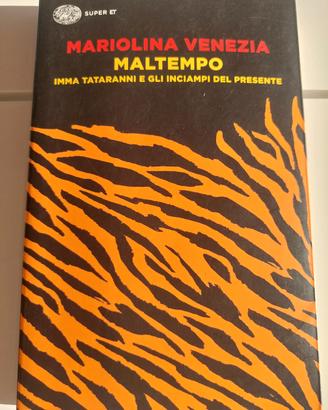 SUPER ET
MARIOLINA VENEZIA
MALTEMPO
IMMA TATARANNI E GLI INCIAMPI DEL PRESENTE